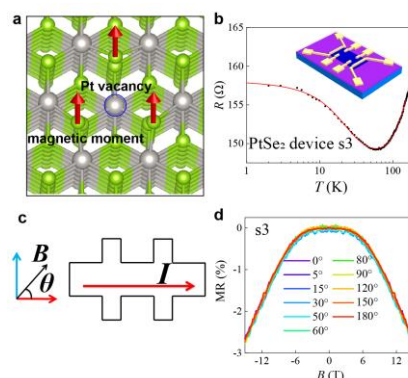 a
Pt vacancy
magnetic moment
b
R (Ω)
165
160
155
150
1
10
100
T (K)
PtSe₂ device s3
c
B
θ
I
d
s3
MR (%)
0
-1
-2
-3
0° 80°
5° 90°
15° 120°
30° 150°
50° 180°
60°
-12 -6 0 6 12
B (T)